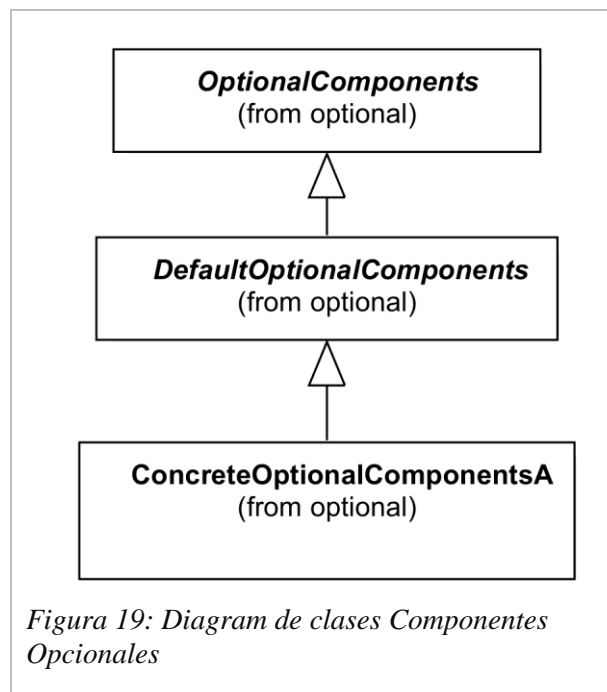 OptionalComponents
(from optional)
DefaultOptionalComponents
(from optional)
ConcreteOptionalComponentsA
(from optional)
Figura 19: Diagram de clases Componentes
Opcionales